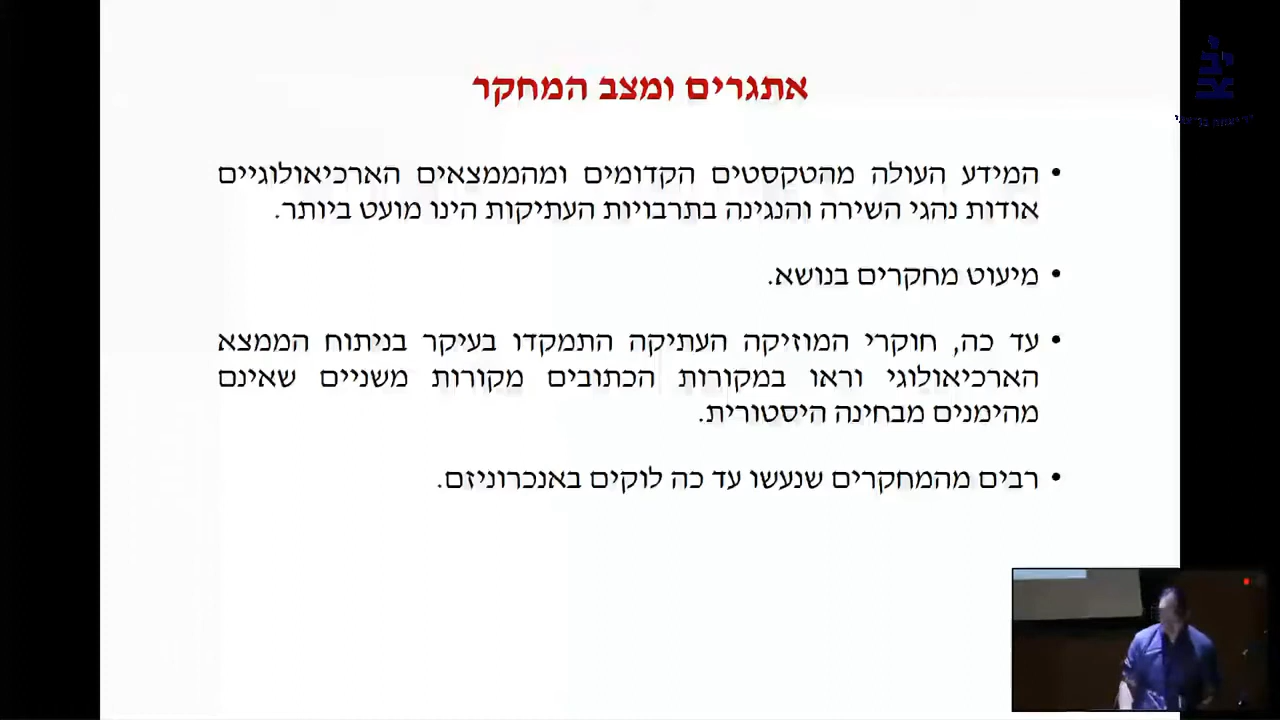 אתגרים ומצב המחקר
• המידע העולה מהטקסטים הקדומים ומהממצאים הארכיאולוגיים
אודות נהגי השירה והנגינה בתרבויות העתיקות הינו מועט ביותר.
• מיעוט מחקרים בנושא.
• עד כה, חוקרי המוזיקה העתיקה התמקדו בעיקר בניתוח הממצא
הארכיאולוגי וראו במקורות הכתובים מקורות משניים שאינם
מהימנים מבחינה היסטורית.
• רבים מהמחקרים שנעשו עד כה לוקים באנכרוניזם.